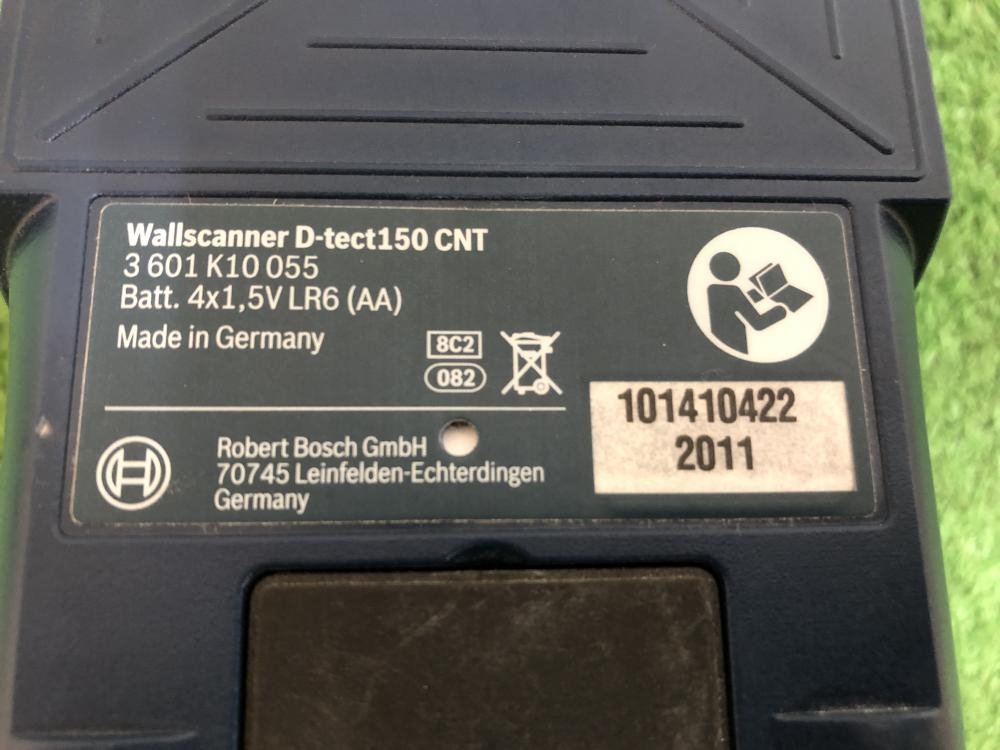 Wallscanner D-tect150 CNT
3 601 K10 055
Batt. 4x1,5V LR6 (AA)
Made in Germany
8C2
082
101410422
2011
Robert Bosch GmbH
70745 Leinfelden-Echterdingen
Germany